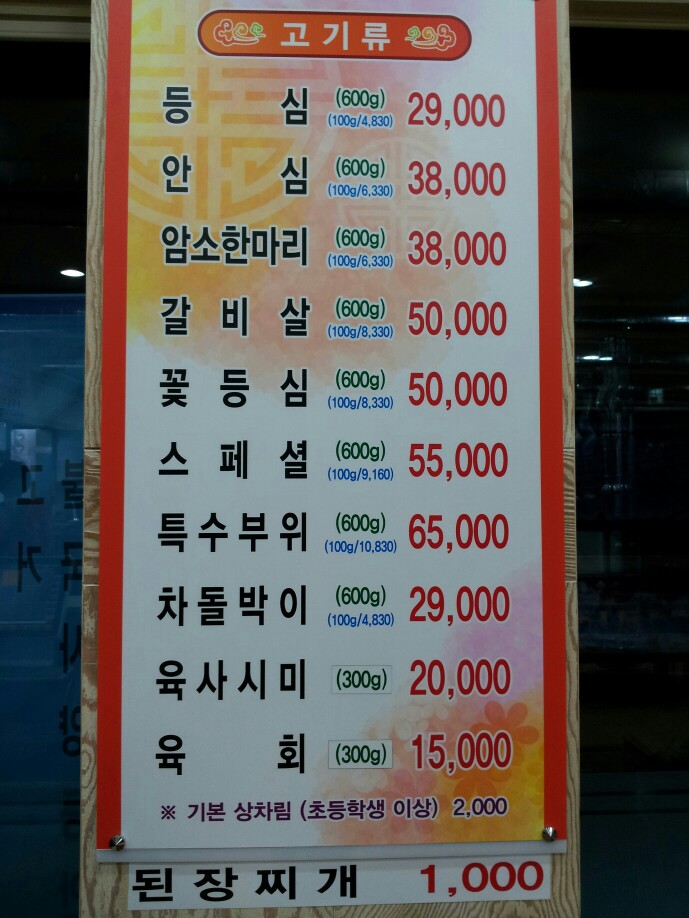 고기류
등심 (600g) (100g/4,830) 29,000
안심 (600g) (100g/6,330) 38,000
암소한마리 (600g) (100g/6,330) 38,000
갈비살 (600g) (100g/8,330) 50,000
꽃등심 (600g) (100g/8,330) 50,000
스페셜 (600g) (100g/9,160) 55,000
특수부위 (600g) (100g/10,830) 65,000
차돌박이 (600g) (100g/4,830) 29,000
육사시미 (300g) 20,000
육회 (300g) 15,000
※ 기본 상차림 (초등학생 이상) 2,000
된장찌개 1,000